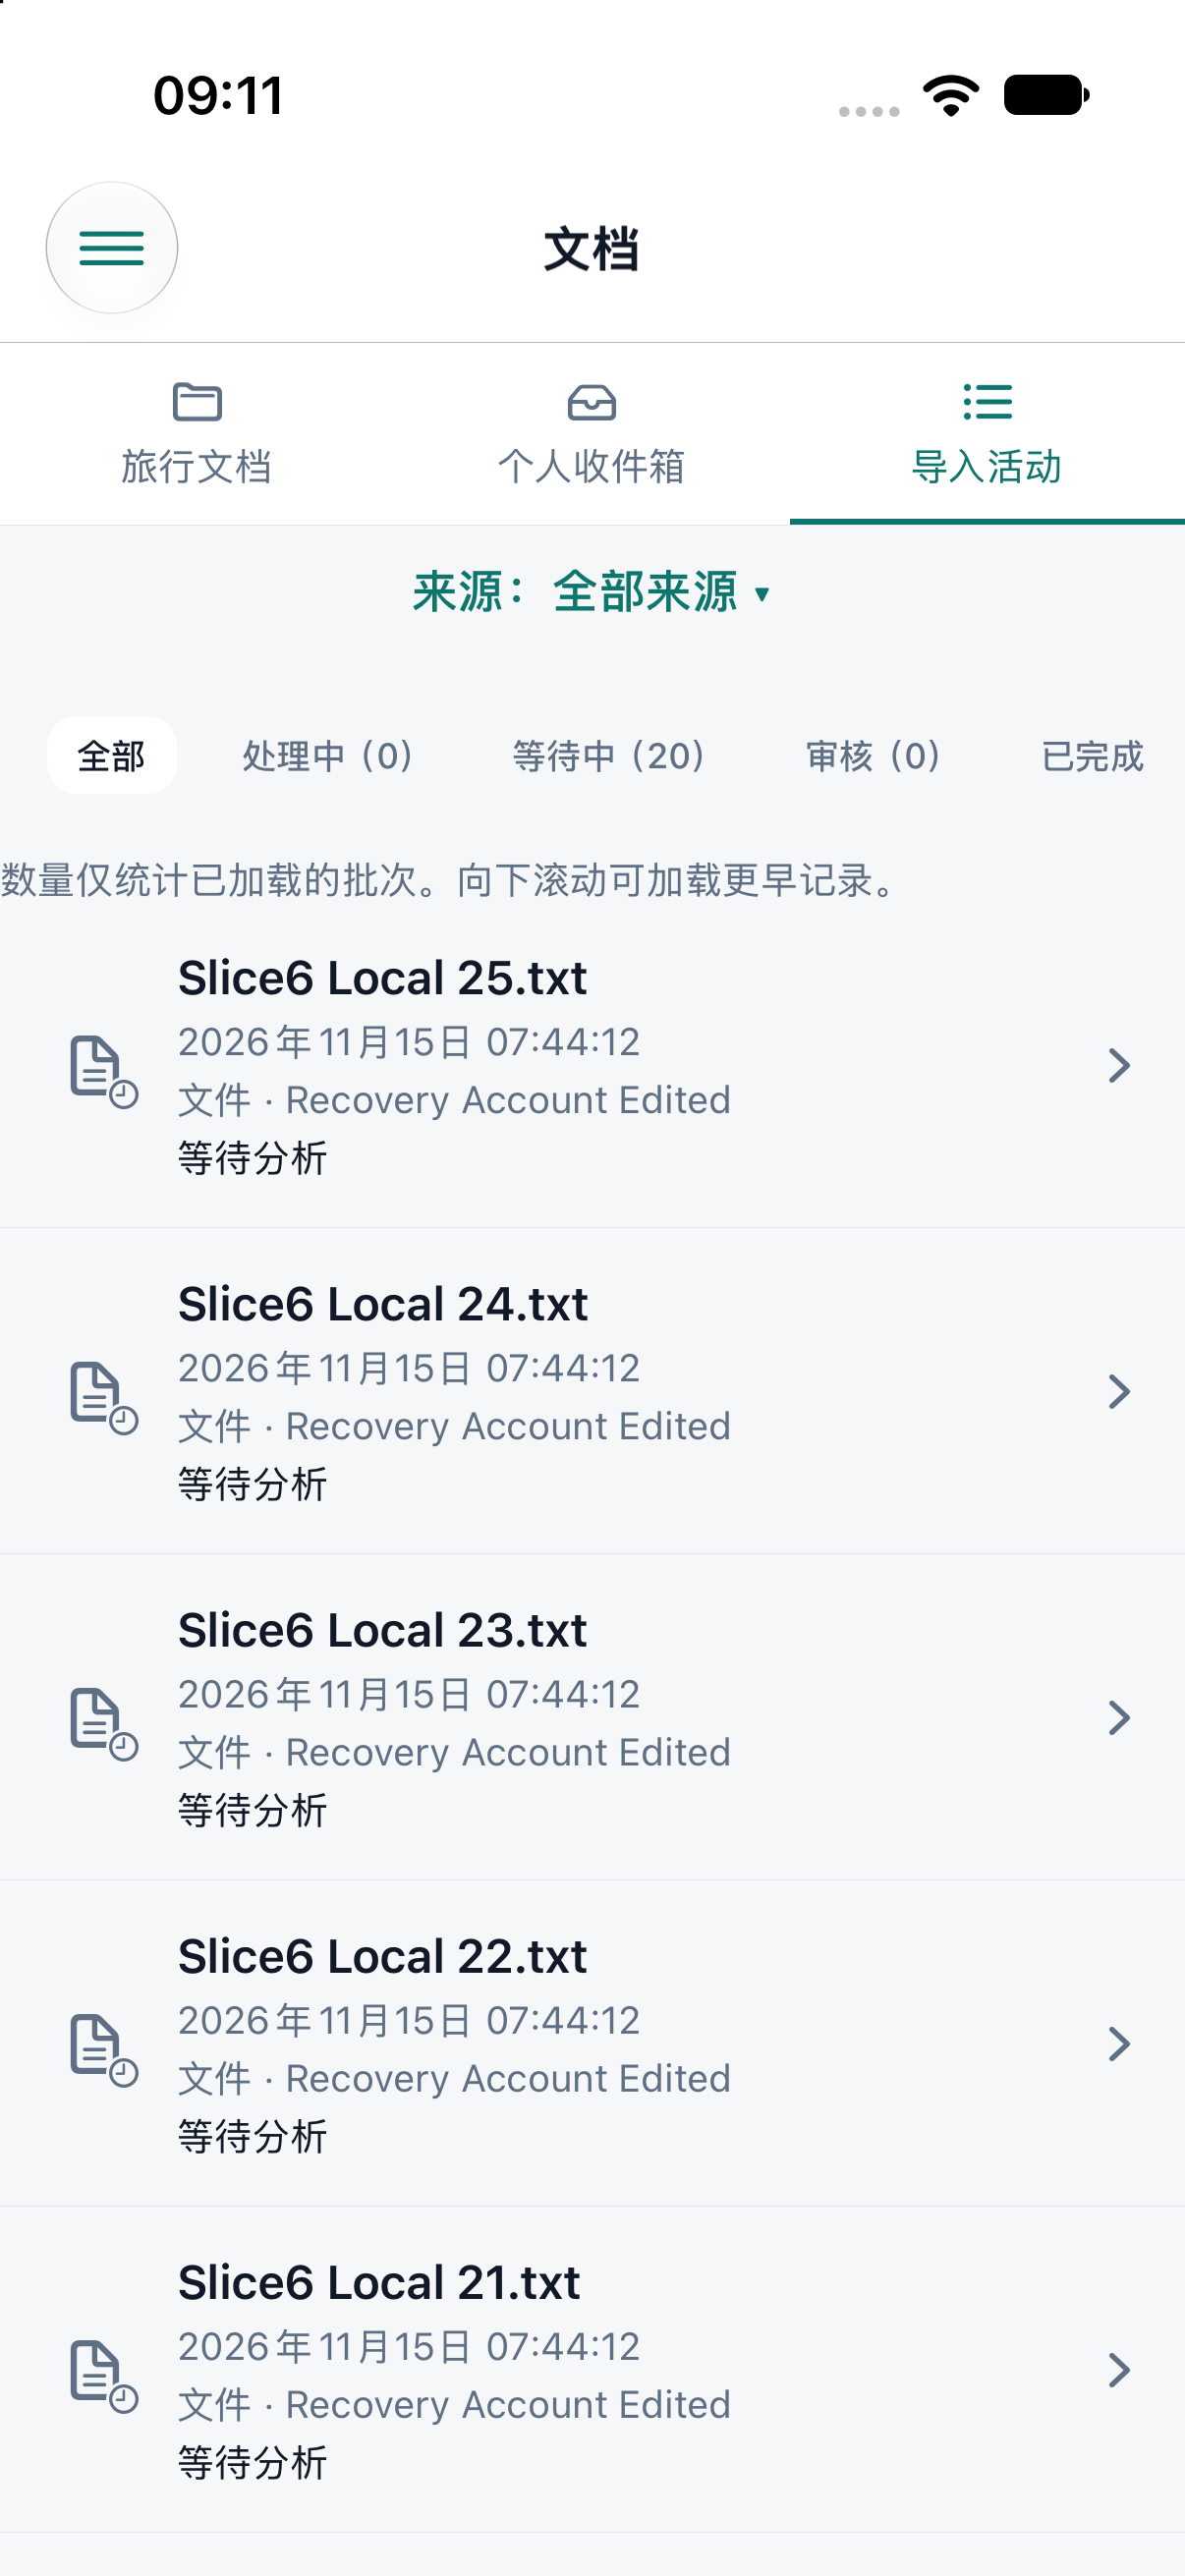 09:11
文档
旅行文档
个人收件箱
导入活动
来源：全部来源 ▾
全部
处理中（0）
等待中（20）
审核（0）
已完成
数量仅统计已加载的批次。向下滚动可加载更早记录。
Slice6 Local 25.txt
2026年11月15日 07:44:12
文件 · Recovery Account Edited
等待分析
Slice6 Local 24.txt
2026年11月15日 07:44:12
文件 · Recovery Account Edited
等待分析
Slice6 Local 23.txt
2026年11月15日 07:44:12
文件 · Recovery Account Edited
等待分析
Slice6 Local 22.txt
2026年11月15日 07:44:12
文件 · Recovery Account Edited
等待分析
Slice6 Local 21.txt
2026年11月15日 07:44:12
文件 · Recovery Account Edited
等待分析